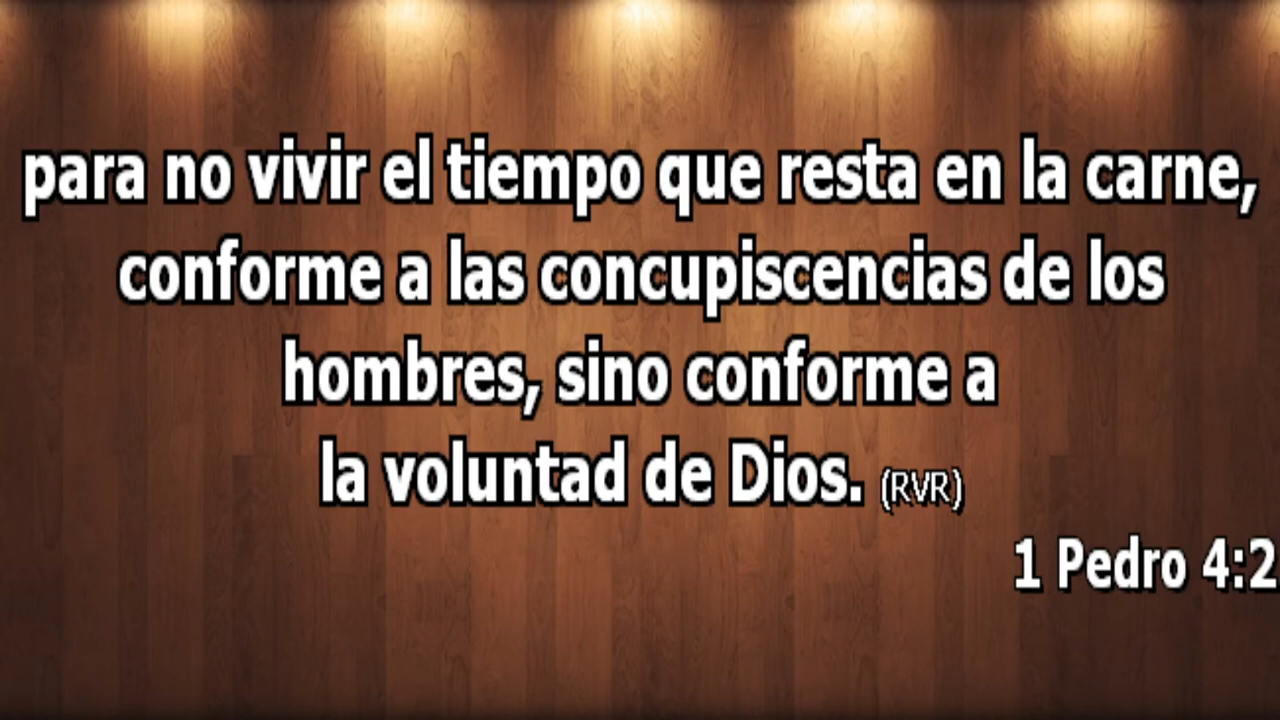 para no vivir el tiempo que resta en la carne,
conforme a las concupiscencias de los
hombres, sino conforme a
la voluntad de Dios. (RVR)
1 Pedro 4:2